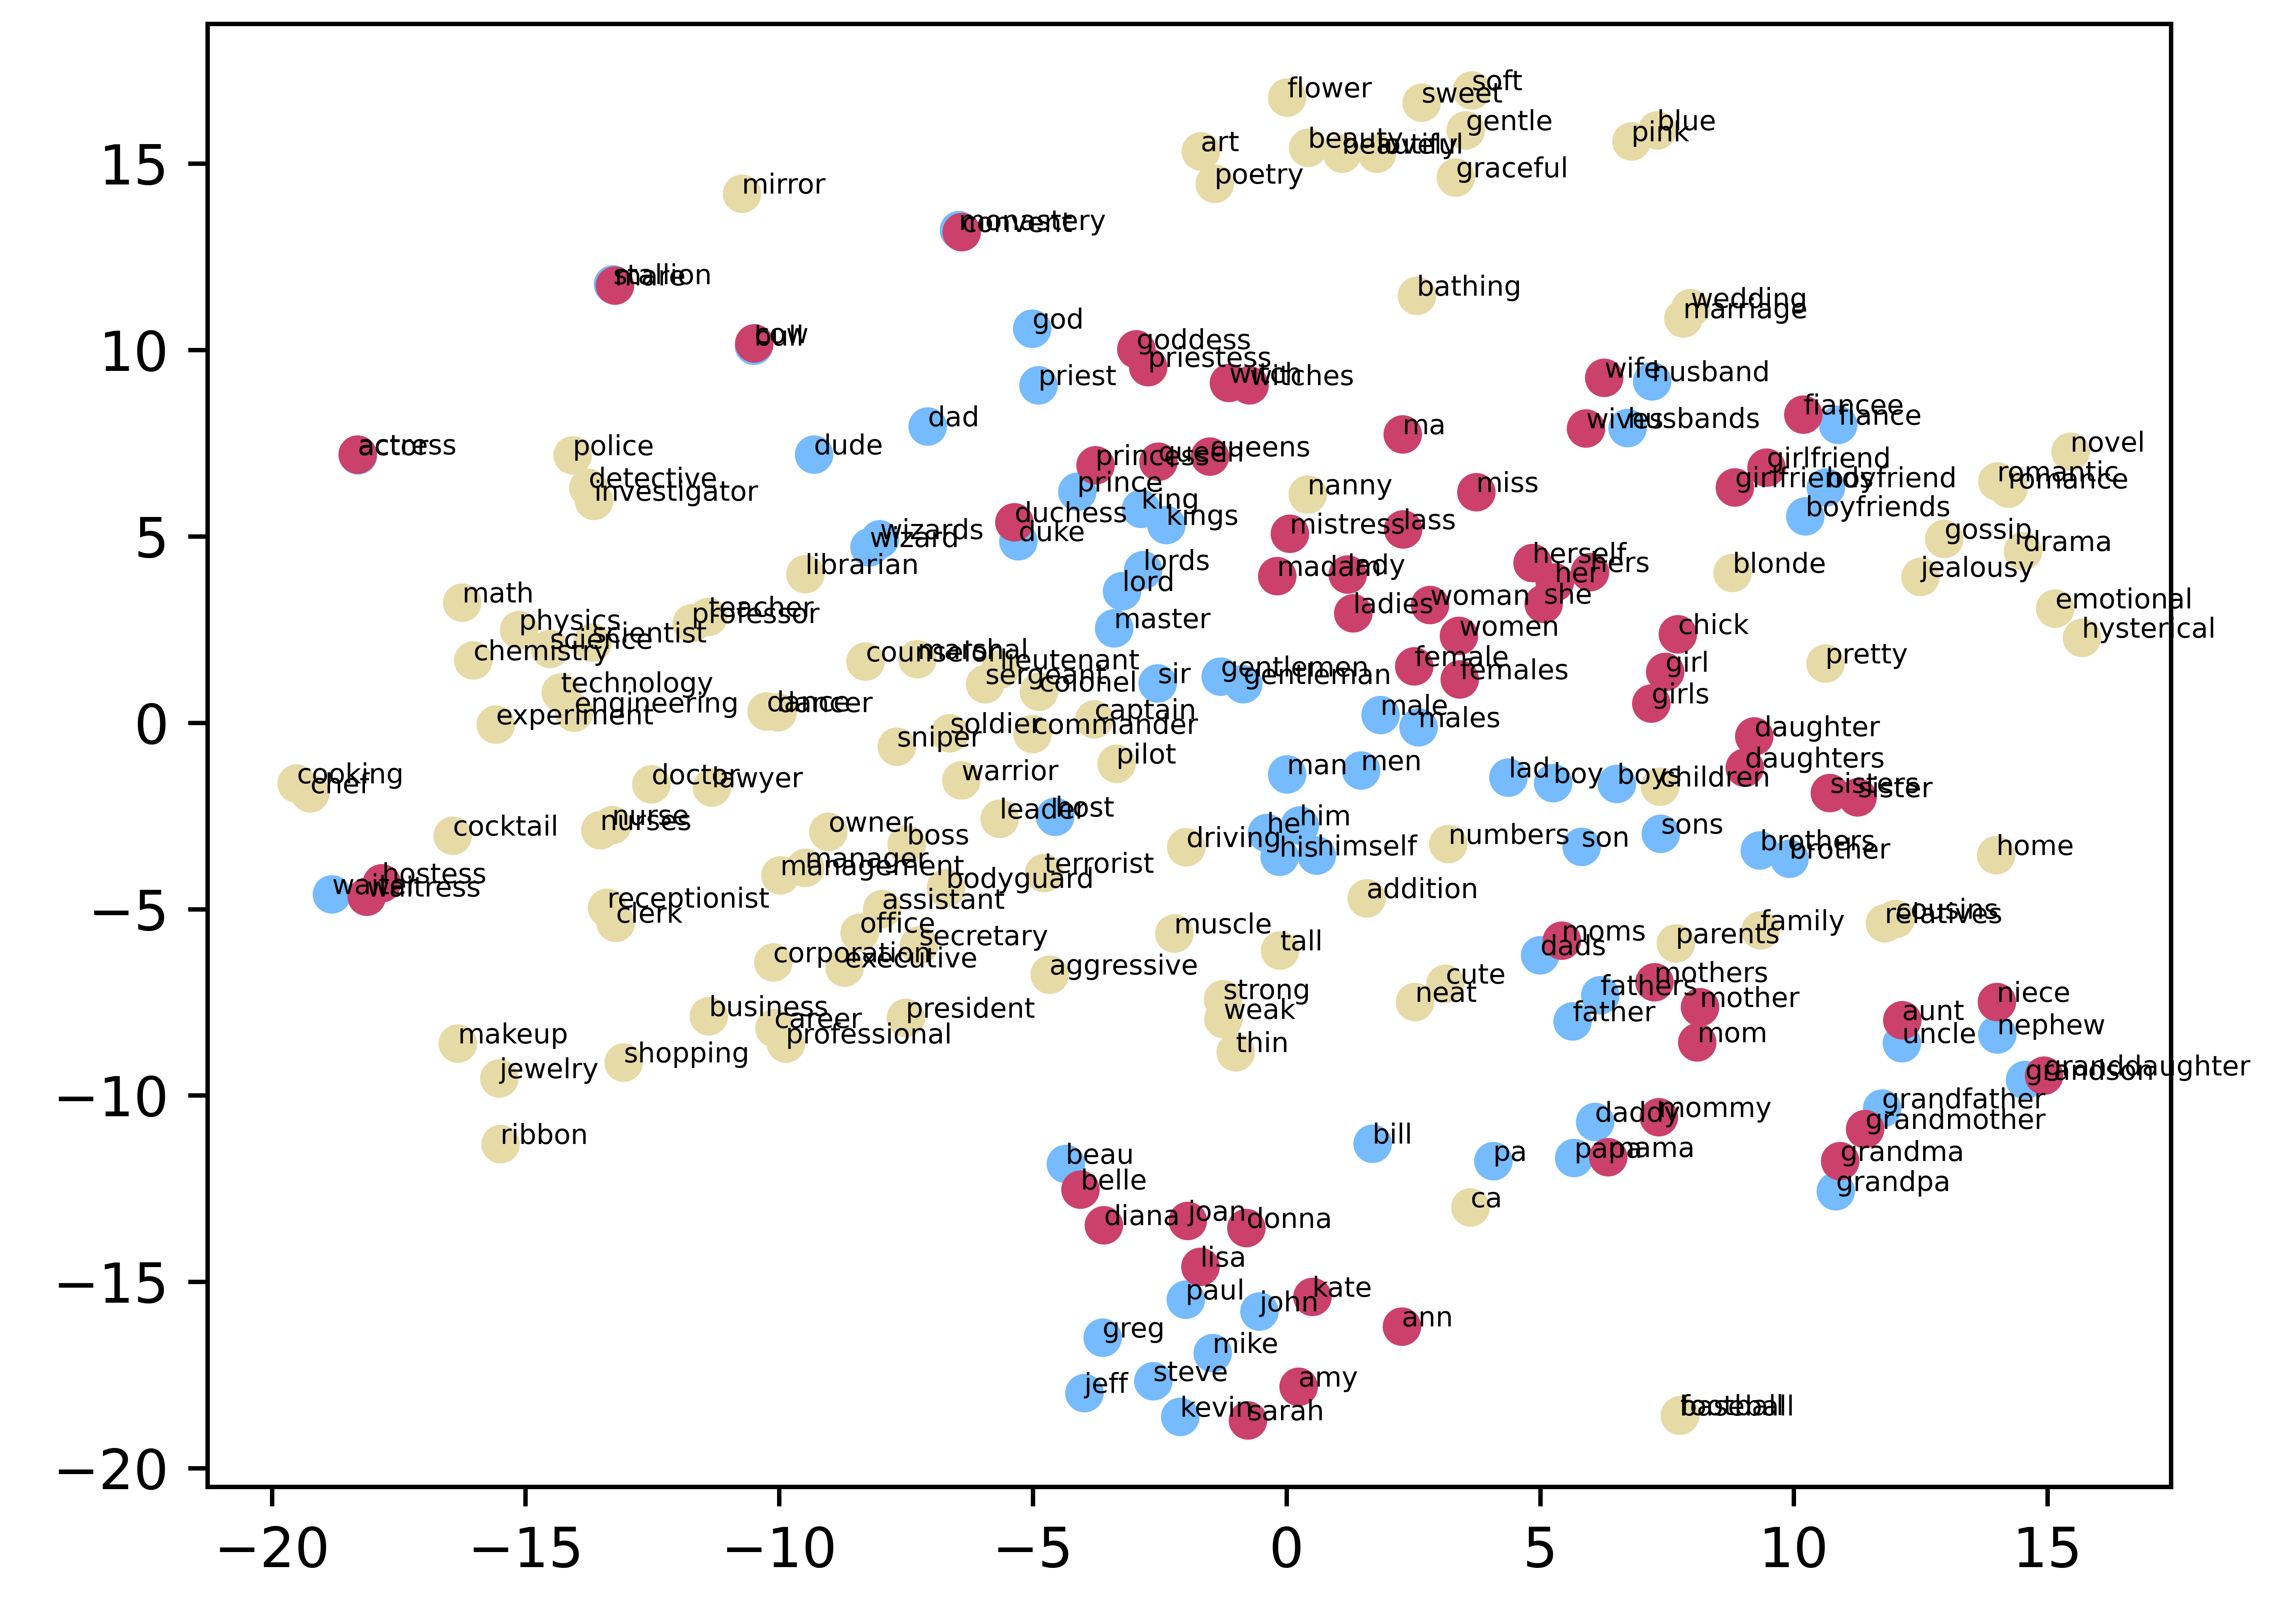 soft
flower
sweet
blue
gentle
pink
art
beauty
beautiful
lovely
graceful
poetry
mirror
monastery
convent
bathing
stallion
mare
wedding
marriage
god
cow
bull
goddess
priestess
priest
witch
witches
wife
husband
fiancee
fiance
dad
ma
wives
husbands
actor
actress
police
dude
princess
queen
queens
novel
girlfriend
detective
investigator
prince
nanny
miss
girlfriends
boyfriend
romantic
romance
king
kings
duchess
duke
mistress
lass
boyfriends
wizards
wizard
gossip
drama
librarian
lords
lord
madam
lady
herself
hers
her
blonde
jealousy
math
teacher
professor
ladies
woman
she
emotional
physics
scientist
science
chemistry
master
women
chick
hysterical
counselor
marshal
lieutenant
sergeant
colonel
sir
gentlemen
gentleman
female
females
girl
pretty
technology
engineering
experiment
dance
dancer
captain
commander
soldier
male
males
girls
daughter
sniper
pilot
man
men
lad
boy
boys
children
daughters
sisters
sister
cooking
chef
doctor
lawyer
warrior
cocktail
nurse
nurses
owner
boss
leader
host
he
him
his
himself
driving
numbers
son
sons
brothers
brother
home
manager
management
terrorist
bodyguard
hostess
waiter
waitress
receptionist
clerk
assistant
addition
office
secretary
muscle
tall
moms
dads
parents
family
cousins
relatives
corporation
executive
aggressive
cute
neat
mothers
fathers
mother
father
niece
nephew
aunt
uncle
strong
weak
thin
business
career
professional
president
mom
makeup
shopping
jewelry
granddaughter
grandson
ribbon
bill
daddy
mommy
grandfather
grandmother
beau
belle
pa
papa
mama
grandma
grandpa
diana
joan
donna
ca
lisa
paul
john
kate
ann
greg
mike
jeff
steve
amy
kevin
sarah
football
baseball
15
10
5
0
−5
−10
−15
−20
−20 −15 −10 −5 0 5 10 15